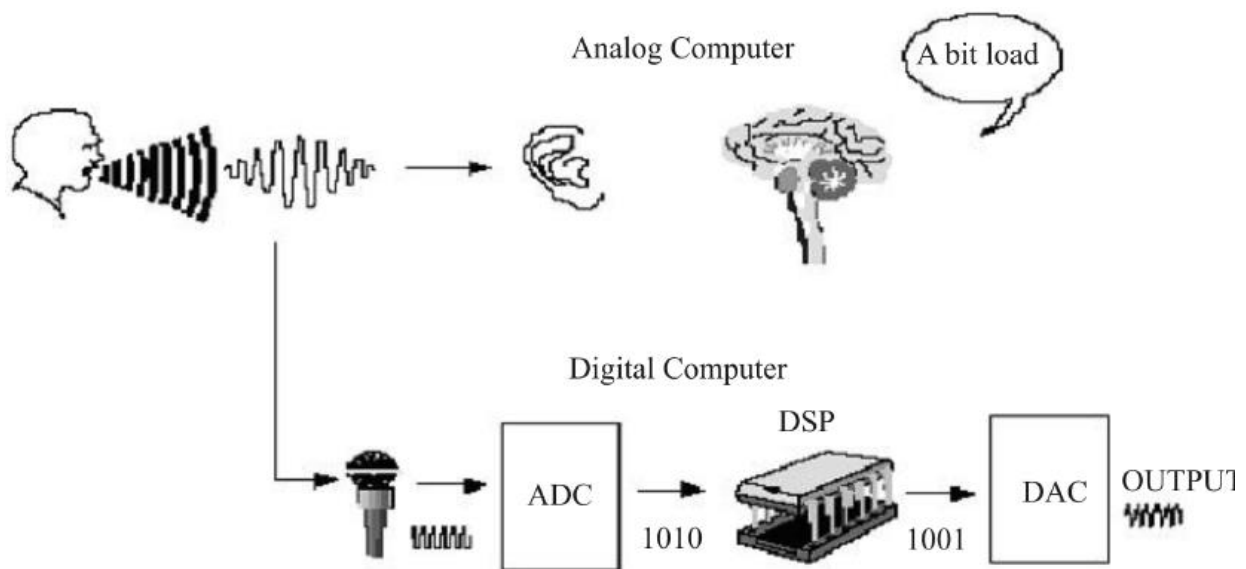 Analog Computer
A bit load
Digital Computer
DSP
ADC
DAC
OUTPUT
1010
1001